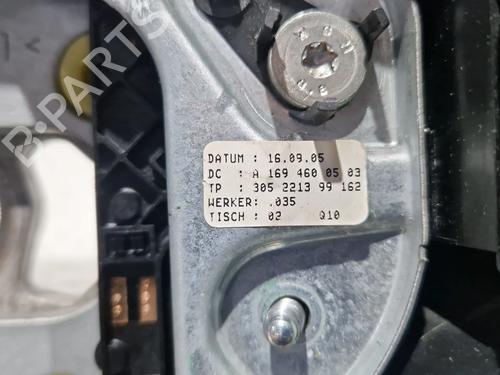 B-PARTS
DATUM : 16.09.05
DC : A 169 460 05 03
TP : 305 2213 99 162
WERKER: .035
TISCH : 02 Q10